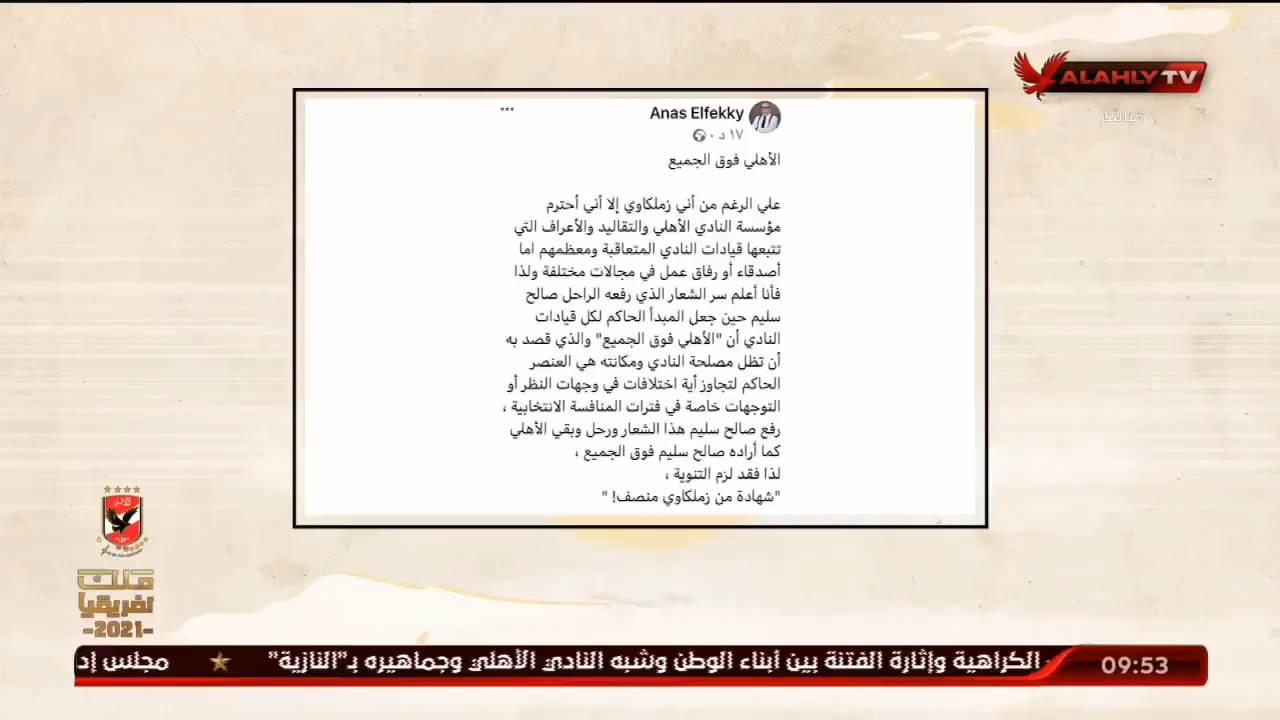 ALAHLY TV
مباشر
Anas Elfekky
١٧ د ·
الأهلي فوق الجميع
علي الرغم من أني زملكاوي إلا أني أحترم
مؤسسة النادي الأهلي والتقاليد والأعراف التي
تتبعها قيادات النادي المتعاقبة ومعظمهم اما
أصدقاء أو رفاق عمل في مجالات مختلفة ولذا
فأنا أعلم سر الشعار الذي رفعه الراحل صالح
سليم حين جعل المبدأ الحاكم لكل قيادات
النادي أن "الأهلي فوق الجميع" والذي قصد به
أن تظل مصلحة النادي ومكانته هي العنصر
الحاكم لتجاوز أية اختلافات في وجهات النظر أو
التوجهات خاصة في فترات المنافسة الانتخابية ،
رفع صالح سليم هذا الشعار ورحل وبقي الأهلي
كما أراده صالح سليم فوق الجميع ،
لذا فقد لزم التنوية ،
"شهادة من زملكاوي منصف! "
ملك
إفريقيا
-2021-
09:53
الكراهية وإثارة الفتنة بين أبناء الوطن وشبه النادي الأهلي وجماهيره بـ"النازية" ★ مجلس إد